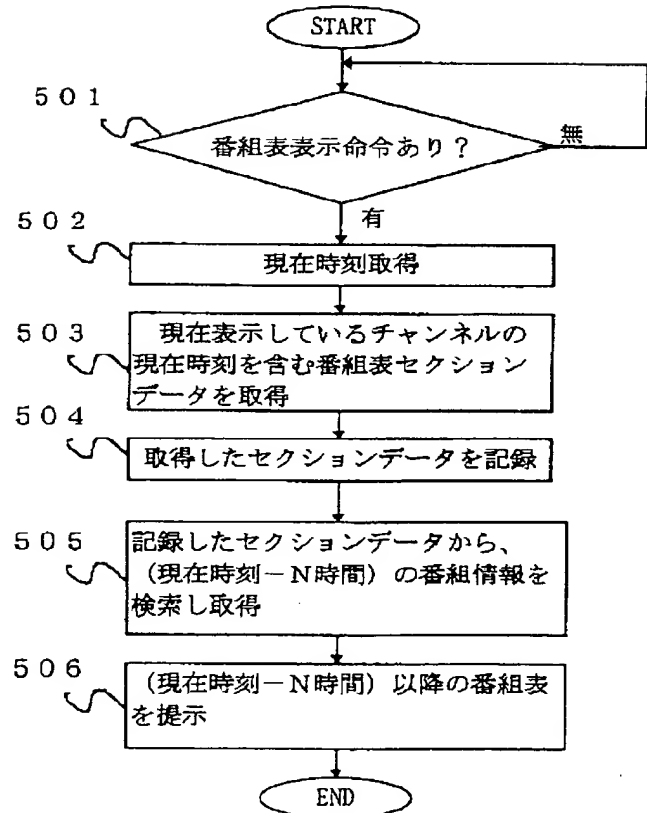 START
501
番組表表示命令あり？
無
有
502
現在時刻取得
503
現在表示しているチャンネルの
現在時刻を含む番組表セクション
データを取得
504
取得したセクションデータを記録
505
記録したセクションデータから、
（現在時刻－N時間）の番組情報を
検索し取得
506
（現在時刻－N時間）以降の番組表
を提示
END